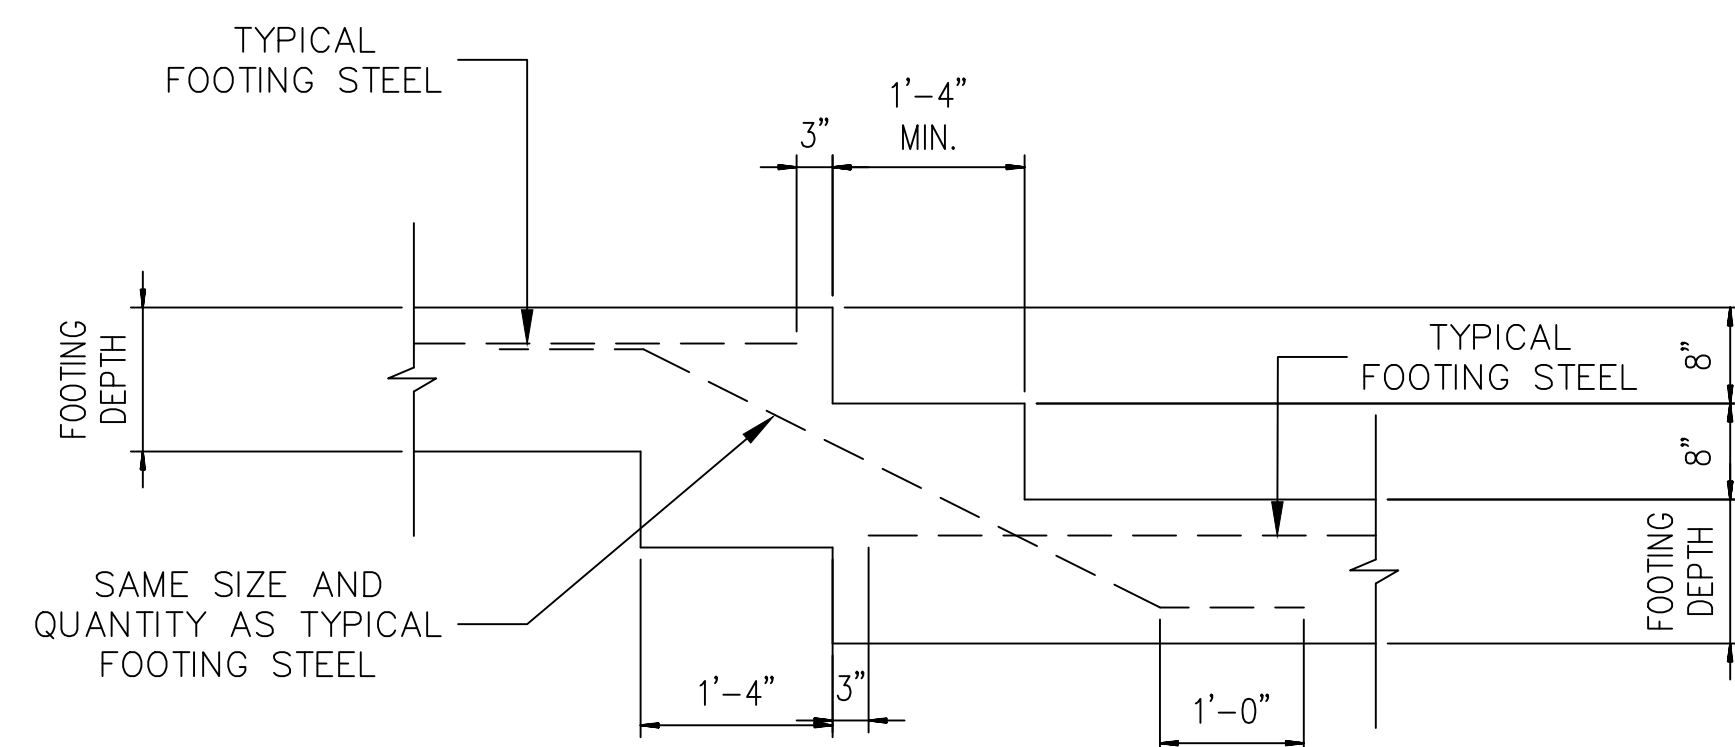 TYPICAL
FOOTING STEEL
1'-4"
MIN.
3"
FOOTING
DEPTH
TYPICAL
FOOTING STEEL
8"
8"
FOOTING
DEPTH
SAME SIZE AND
QUANTITY AS TYPICAL
FOOTING STEEL
1'-4"
3"
1'-0"